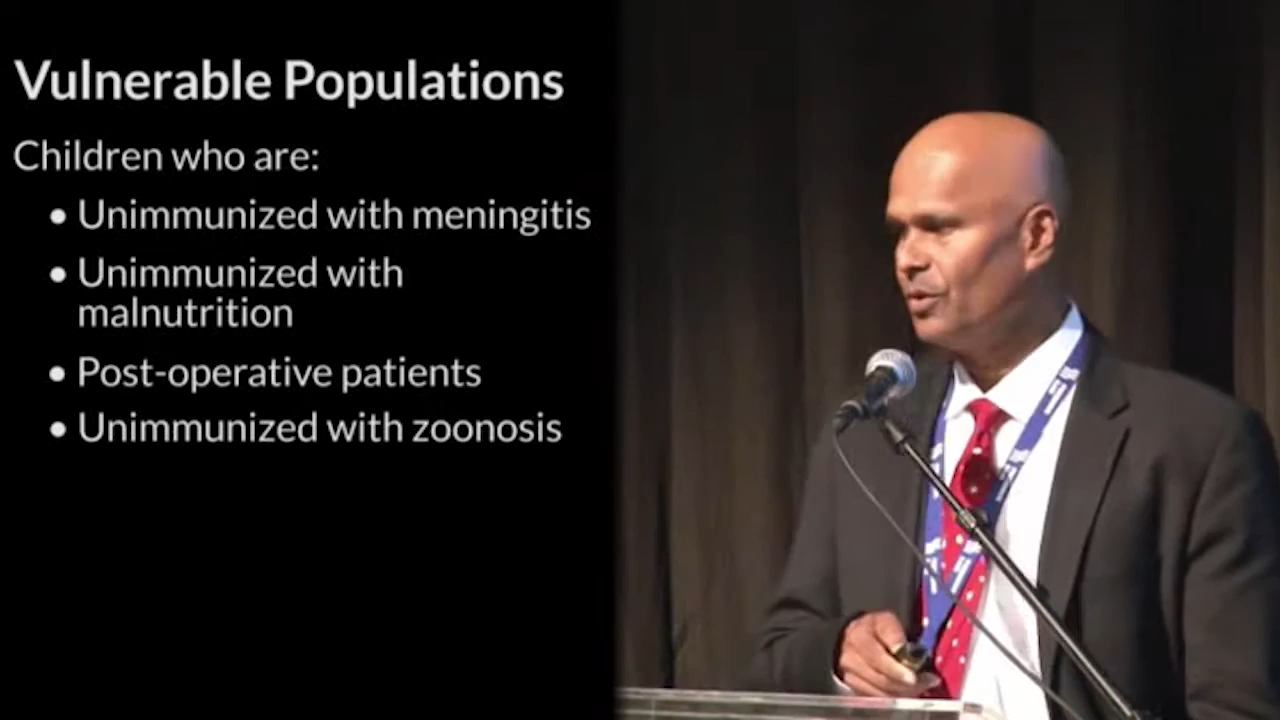 Vulnerable Populations
Children who are:
• Unimmunized with meningitis
• Unimmunized with
malnutrition
• Post-operative patients
• Unimmunized with zoonosis